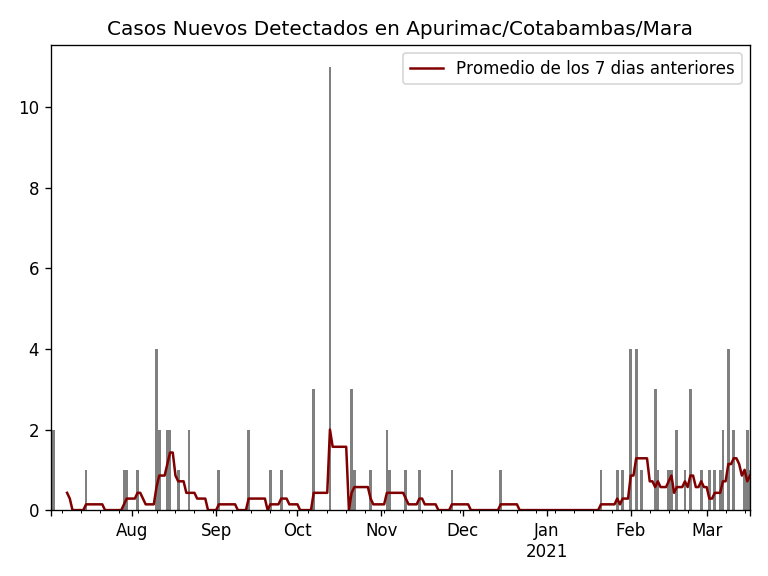 Casos Nuevos Detectados en Apurimac/Cotabambas/Mara
Promedio de los 7 dias anteriores
10
8
6
4
2
0
Aug Sep Oct Nov Dec Jan Feb Mar
2021